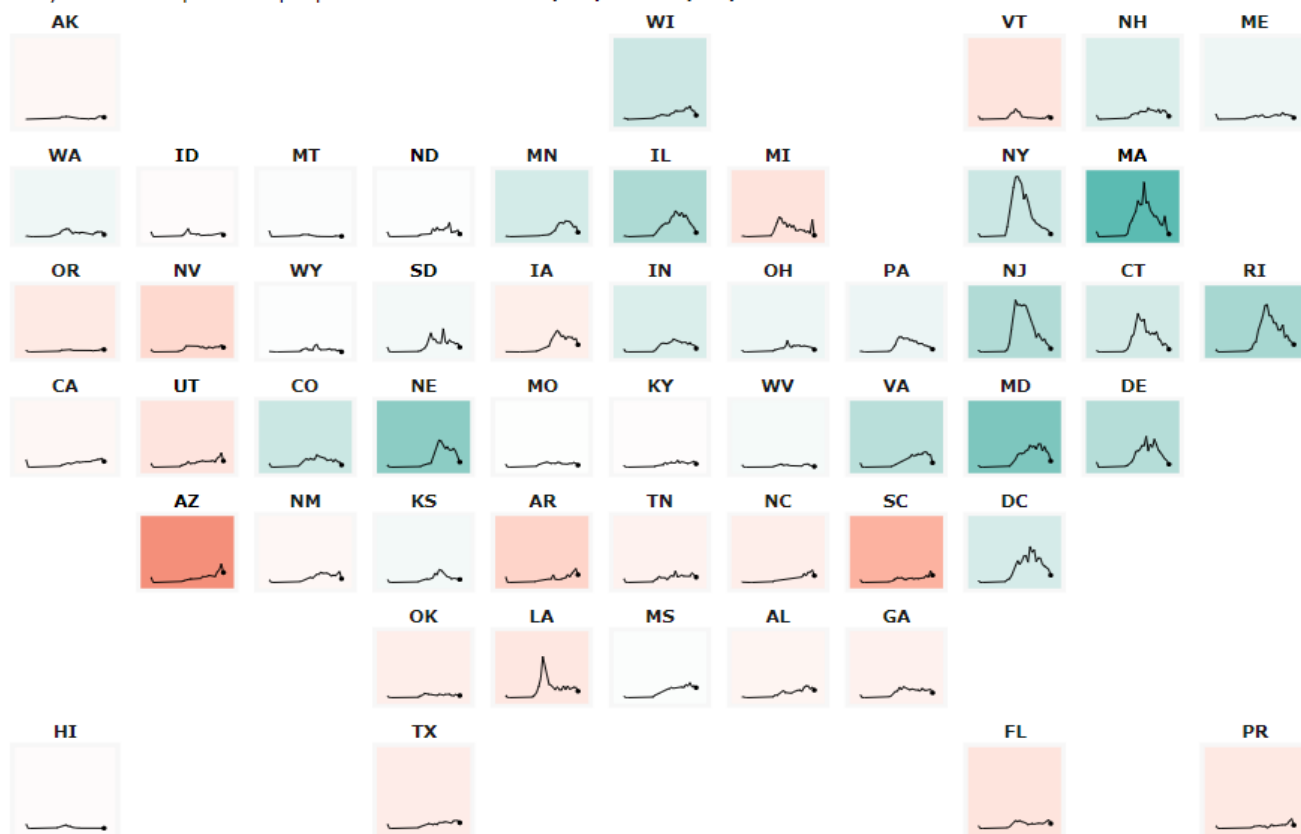 AK WI VT NH ME
WA ID MT ND MN IL MI NY MA
OR NV WY SD IA IN OH PA NJ CT RI
CA UT CO NE MO KY WV VA MD DE
AZ NM KS AR TN NC SC DC
OK LA MS AL GA
HI TX FL PR